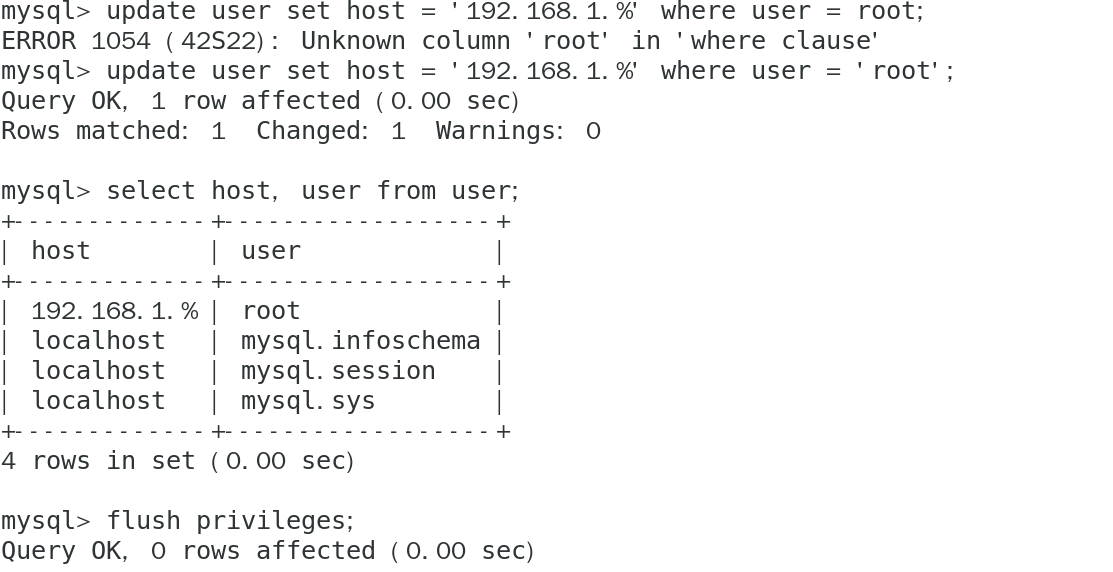 mysql> update user set host = '192.168.1.%' where user = root;
ERROR 1054 (42S22): Unknown column 'root' in 'where clause'
mysql> update user set host = '192.168.1.%' where user = 'root';
Query OK, 1 row affected (0.00 sec)
Rows matched: 1  Changed: 1  Warnings: 0
mysql> select host, user from user;
+-------------+------------------+
| host        | user             |
+-------------+------------------+
| 192.168.1.% | root             |
| localhost   | mysql.infoschema |
| localhost   | mysql.session    |
| localhost   | mysql.sys        |
+-------------+------------------+
4 rows in set (0.00 sec)
mysql> flush privileges;
Query OK, 0 rows affected (0.00 sec)